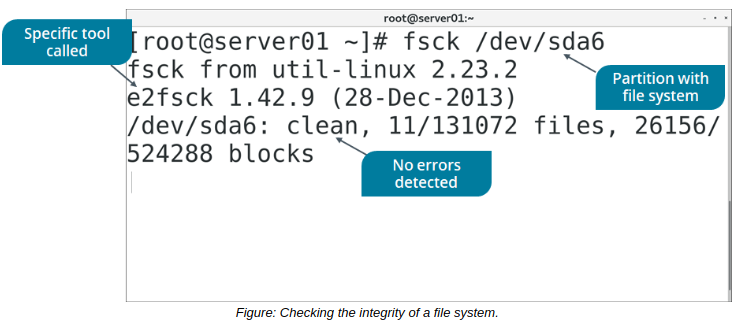 root@server01:~
Specific tool
called
[root@server01 ~]# fsck /dev/sda6
fsck from util-linux 2.23.2
Partition with
file system
e2fsck 1.42.9 (28-Dec-2013)
/dev/sda6: clean, 11/131072 files, 26156/
524288 blocks
No errors
detected
Figure: Checking the integrity of a file system.